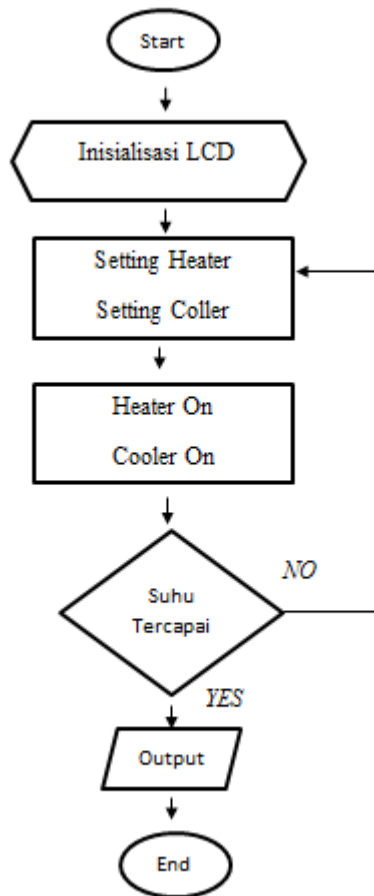 Start
Inisialisasi LCD
Setting Heater
Setting Coller
Heater On
Cooler On
Suhu
Tercapai
NO
YES
Output
End